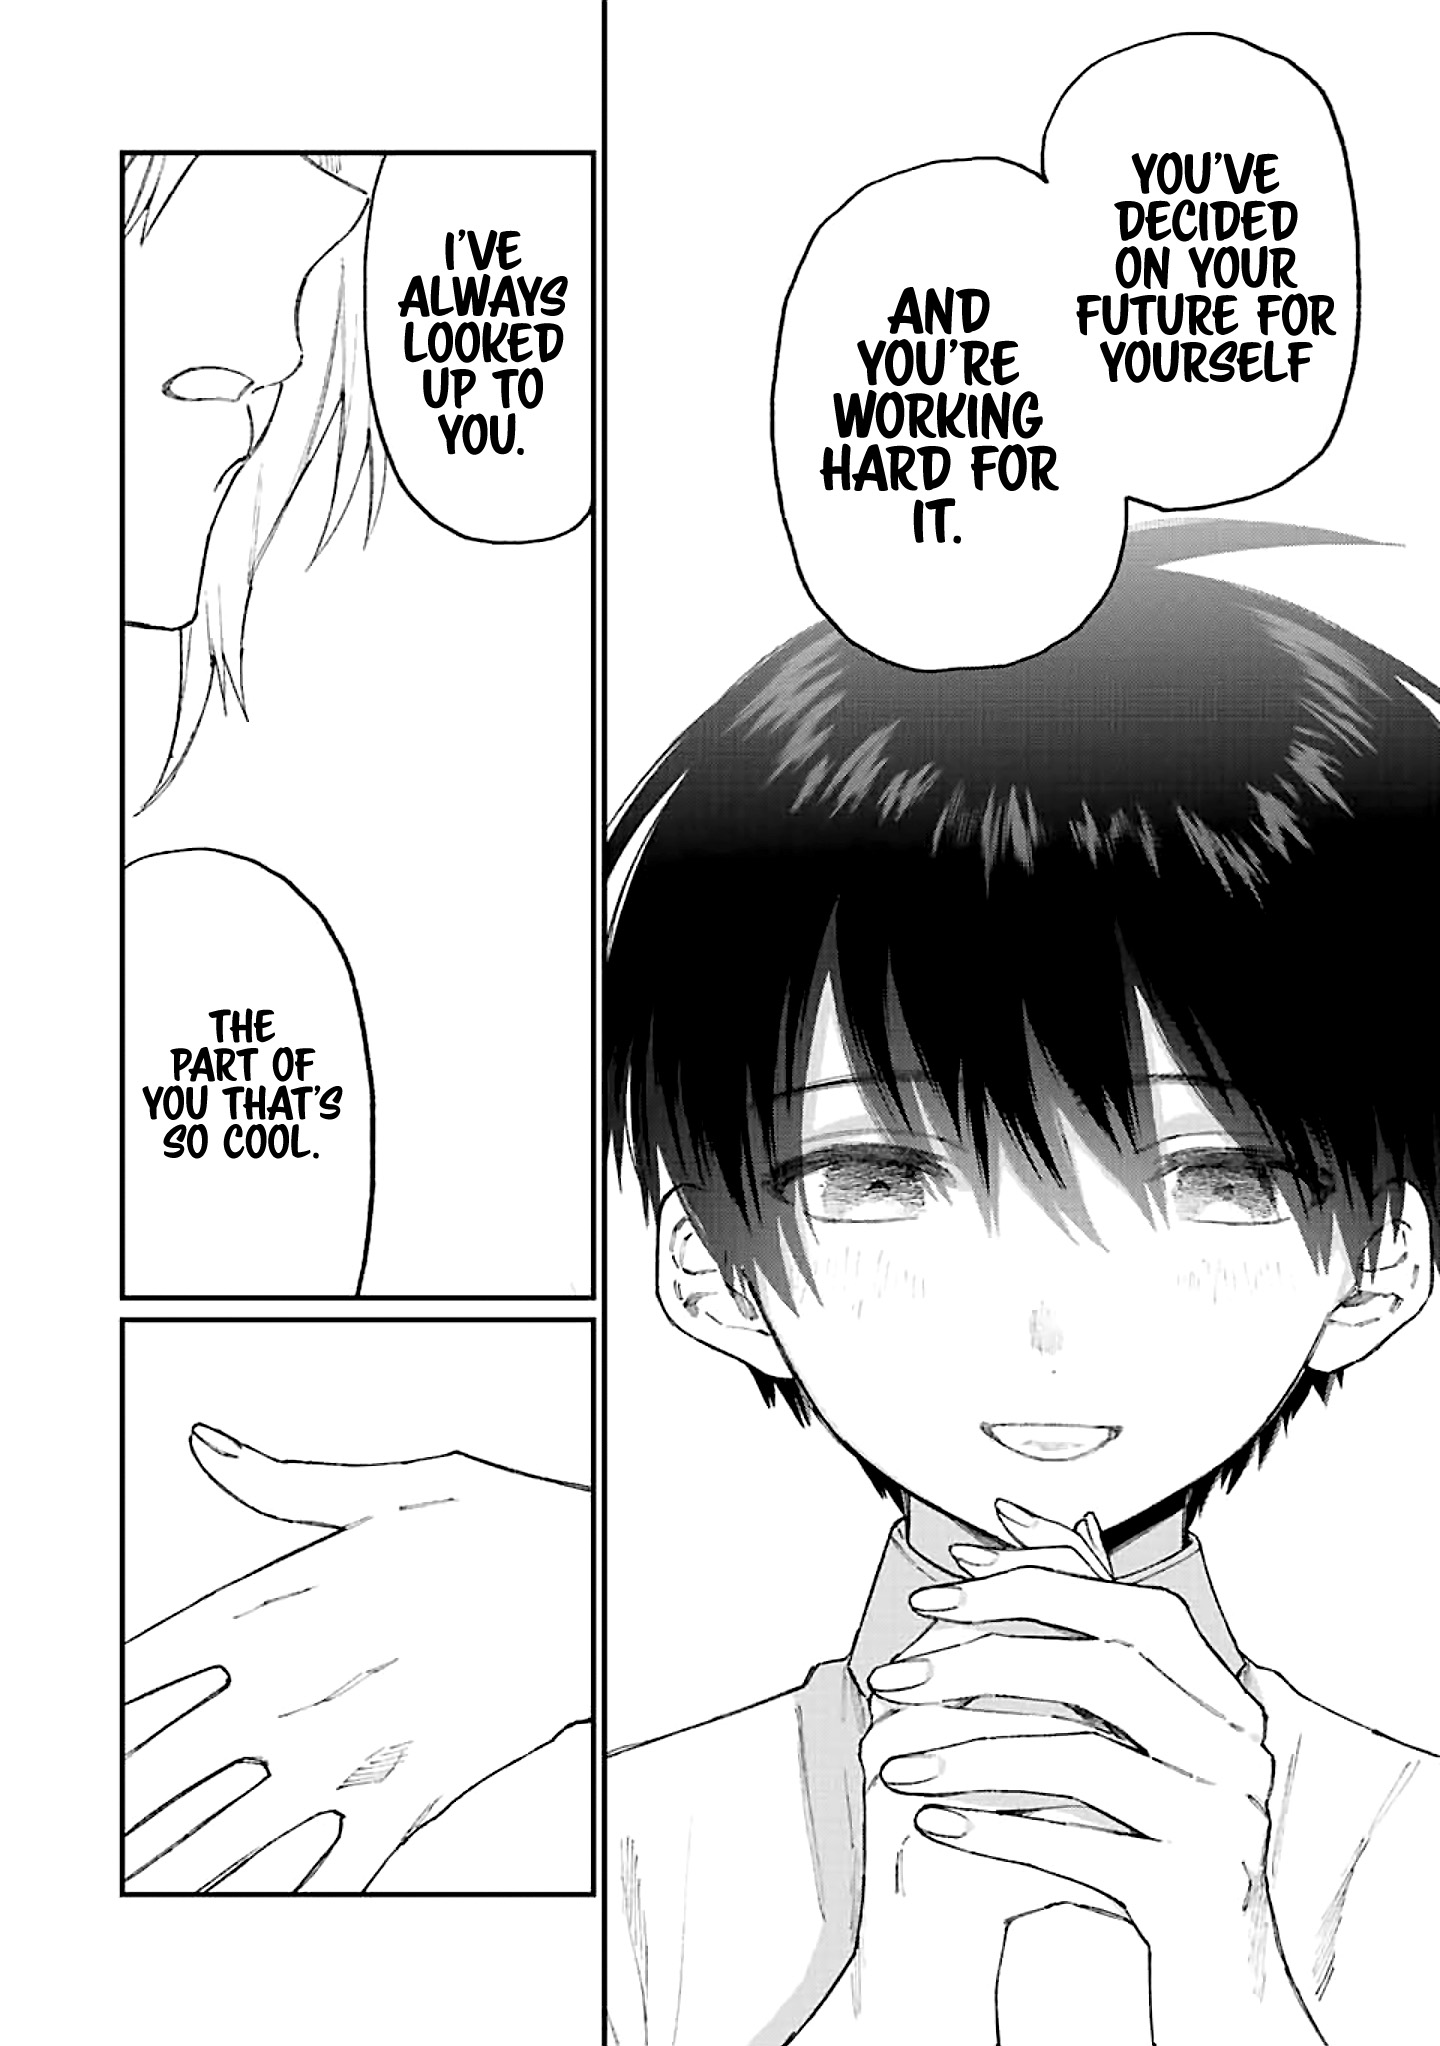 YOU'VE
DECIDED
ON YOUR
FUTURE FOR
YOURSELF
AND
YOU'RE
WORKING
HARD FOR
IT.
I'VE
ALWAYS
LOOKED
UP TO
YOU.
THE
PART OF
YOU THAT'S
SO COOL.